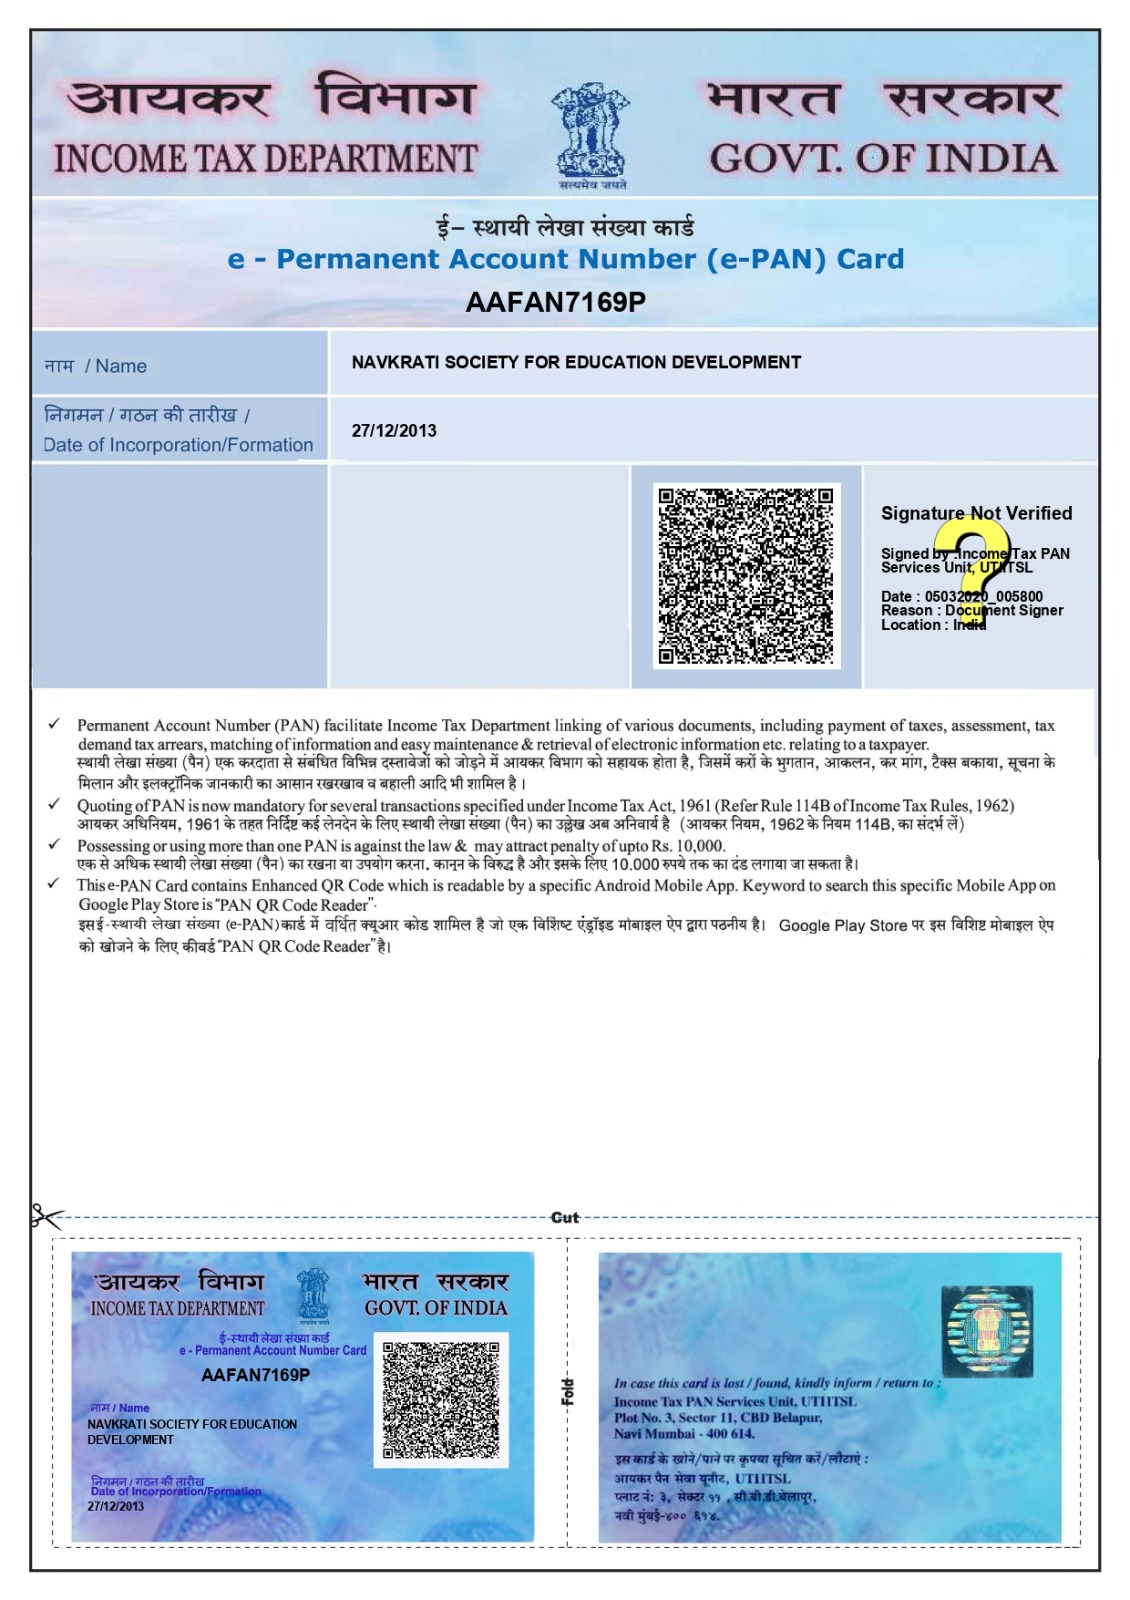 आयकर विभाग
INCOME TAX DEPARTMENT
सत्यमेव जयते
भारत सरकार
GOVT. OF INDIA
ई– स्थायी लेखा संख्या कार्ड
e - Permanent Account Number (e-PAN) Card
AAFAN7169P
नाम / Name
NAVKRATI SOCIETY FOR EDUCATION DEVELOPMENT
निगमन / गठन की तारीख /
Date of Incorporation/Formation
27/12/2013
Signature Not Verified
Signed by :Income Tax PAN
Services Unit, UTIITSL
Date : 05032020_005800
Reason : Document Signer
Location : India
✓ Permanent Account Number (PAN) facilitate Income Tax Department linking of various documents, including payment of taxes, assessment, tax
demand tax arrears, matching of information and easy maintenance & retrieval of electronic information etc. relating to a taxpayer.
स्थायी लेखा संख्या (पैन) एक करदाता से संबंधित विभिन्न दस्तावेजों को जोड़ने में आयकर विभाग को सहायक होता है, जिसमें करों के भुगतान, आकलन, कर मांग, टैक्स बकाया, सूचना के
मिलान और इलक्ट्रॉनिक जानकारी का आसान रखरखाव व बहाली आदि भी शामिल है ।
✓ Quoting of PAN is now mandatory for several transactions specified under Income Tax Act, 1961 (Refer Rule 114B of Income Tax Rules, 1962)
आयकर अधिनियम, 1961 के तहत निर्दिष्ट कई लेनदेन के लिए स्थायी लेखा संख्या (पैन) का उल्लेख अब अनिवार्य है (आयकर नियम, 1962 के नियम 114B, का संदर्भ लें)
✓ Possessing or using more than one PAN is against the law & may attract penalty of upto Rs. 10,000.
एक से अधिक स्थायी लेखा संख्या (पैन) का रखना या उपयोग करना, कानून के विरुद्ध है और इसके लिए 10,000 रुपये तक का दंड लगाया जा सकता है।
✓ This e-PAN Card contains Enhanced QR Code which is readable by a specific Android Mobile App. Keyword to search this specific Mobile App on
Google Play Store is "PAN QR Code Reader".
इस ई-स्थायी लेखा संख्या (e-PAN) कार्ड में वर्धित क्यूआर कोड शामिल है जो एक विशिष्ट एंड्रॉइड मोबाइल ऐप द्वारा पठनीय है। Google Play Store पर इस विशिष्ट मोबाइल ऐप
को खोजने के लिए कीवर्ड "PAN QR Code Reader" है।
Cut
आयकर विभाग
INCOME TAX DEPARTMENT
भारत सरकार
GOVT. OF INDIA
ई-स्थायी लेखा संख्या कार्ड
e - Permanent Account Number Card
AAFAN7169P
नाम / Name
NAVKRATI SOCIETY FOR EDUCATION
DEVELOPMENT
निगमन / गठन की तारीख
Date of Incorporation/Formation
27/12/2013
Fold
In case this card is lost / found, kindly inform / return to :
Income Tax PAN Services Unit, UTIITSL
Plot No. 3, Sector 11, CBD Belapur,
Navi Mumbai - 400 614.
इस कार्ड के खोने/पाने पर कृपया सूचित करें/लौटाएं :
आयकर पैन सेवा यूनीट, UTIITSL
प्लाट नं: ३, सेक्टर ११ , सी.बी.डी.बेलापूर,
नवी मुंबई-४०० ६१४.